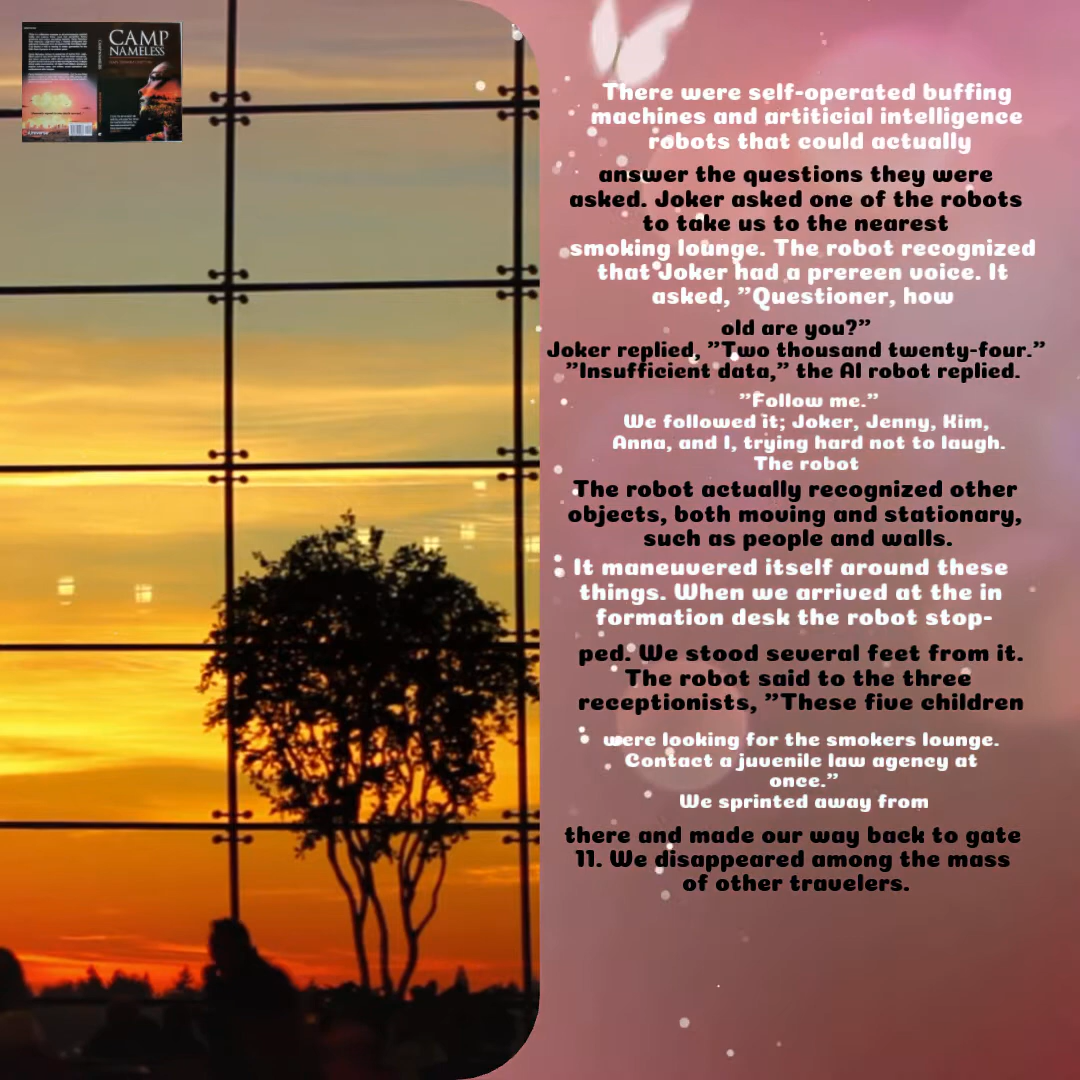 CAMP
NAMELESS
There were self-operated buffing
machines and artiticial intelligence
robots that could actually
answer the questions they were
asked. Joker asked one of the robots
to take us to the nearest
smoking lounge. The robot recognized
that Joker had a prereen voice. It
asked, "Questioner, how
old are you?"
Joker replied, "Two thousand twenty-four."
"Insufficient data," the AI robot replied.
"Follow me."
We followed it; Joker, Jenny, Kim,
Anna, and I, trying hard not to laugh.
The robot
The robot actually recognized other
objects, both moving and stationary,
such as people and walls.
It maneuvered itself around these
things. When we arrived at the in
formation desk the robot stop-
ped. We stood several feet from it.
The robot said to the three
receptionists, "These five children
were looking for the smokers lounge.
Contact a juvenile law agency at
once."
We sprinted away from
there and made our way back to gate
11. We disappeared among the mass
of other travelers.